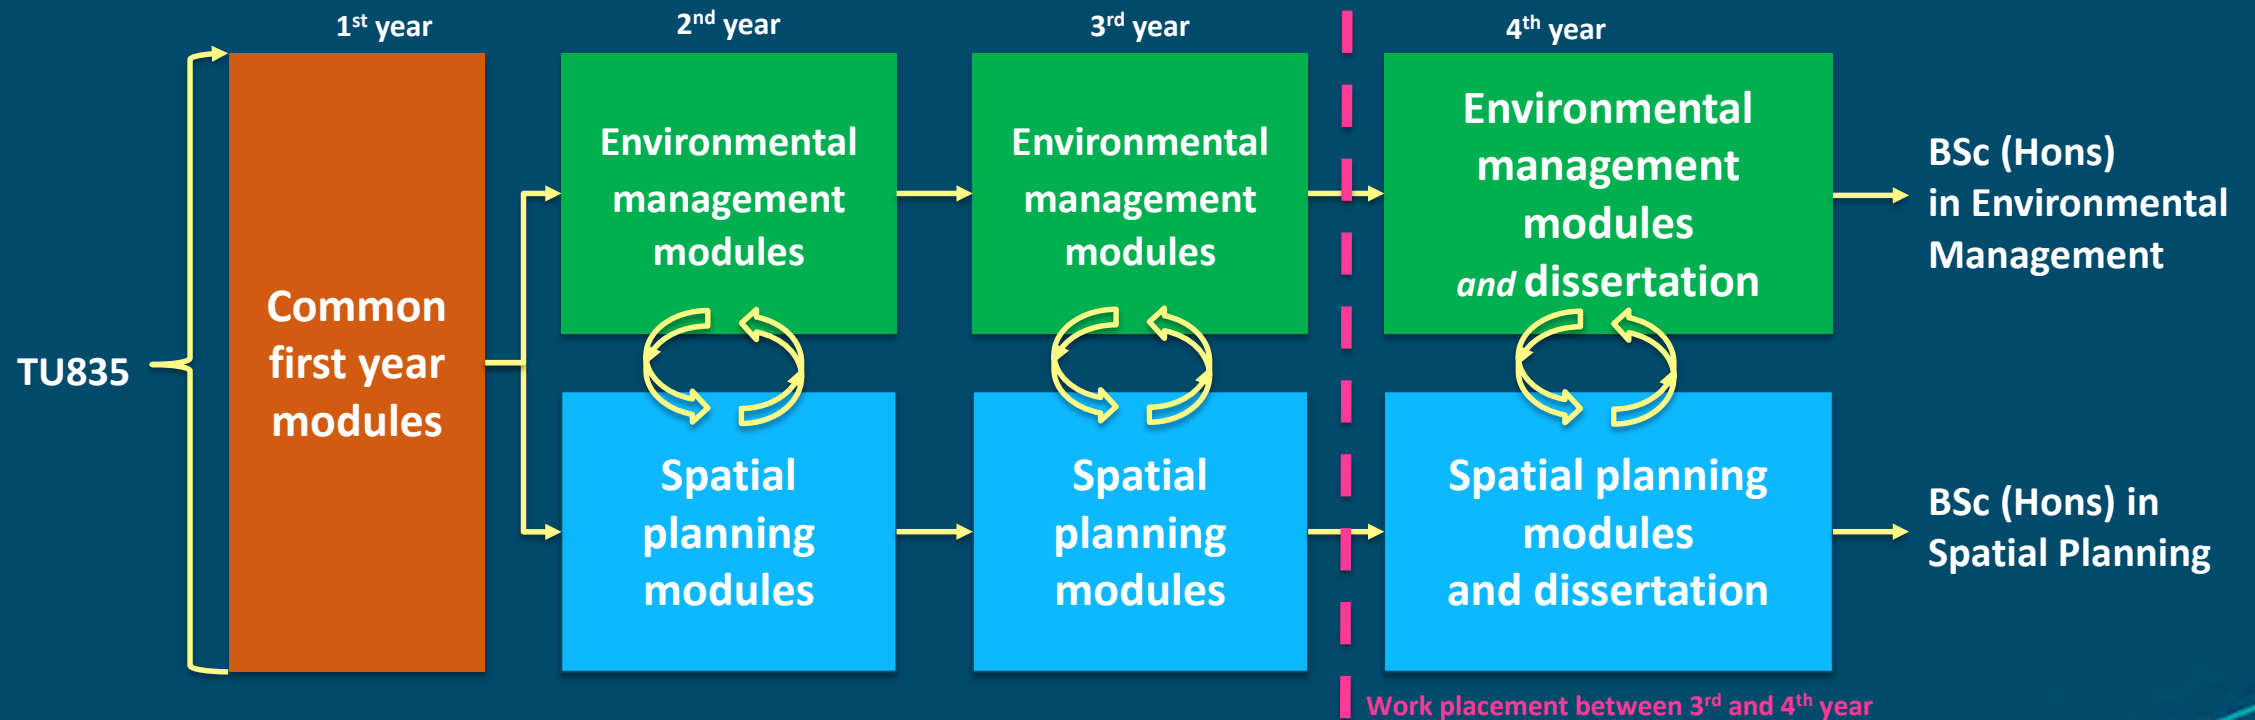 1st year
2nd year
3rd year
4th year
TU835
Common
first year
modules
Environmental
management
modules
Environmental
management
modules
Environmental
management
modules
and dissertation
BSc (Hons)
in Environmental
Management
Spatial
planning
modules
Spatial
planning
modules
Spatial planning
modules
and dissertation
BSc (Hons) in
Spatial Planning
Work placement between 3rd and 4th year